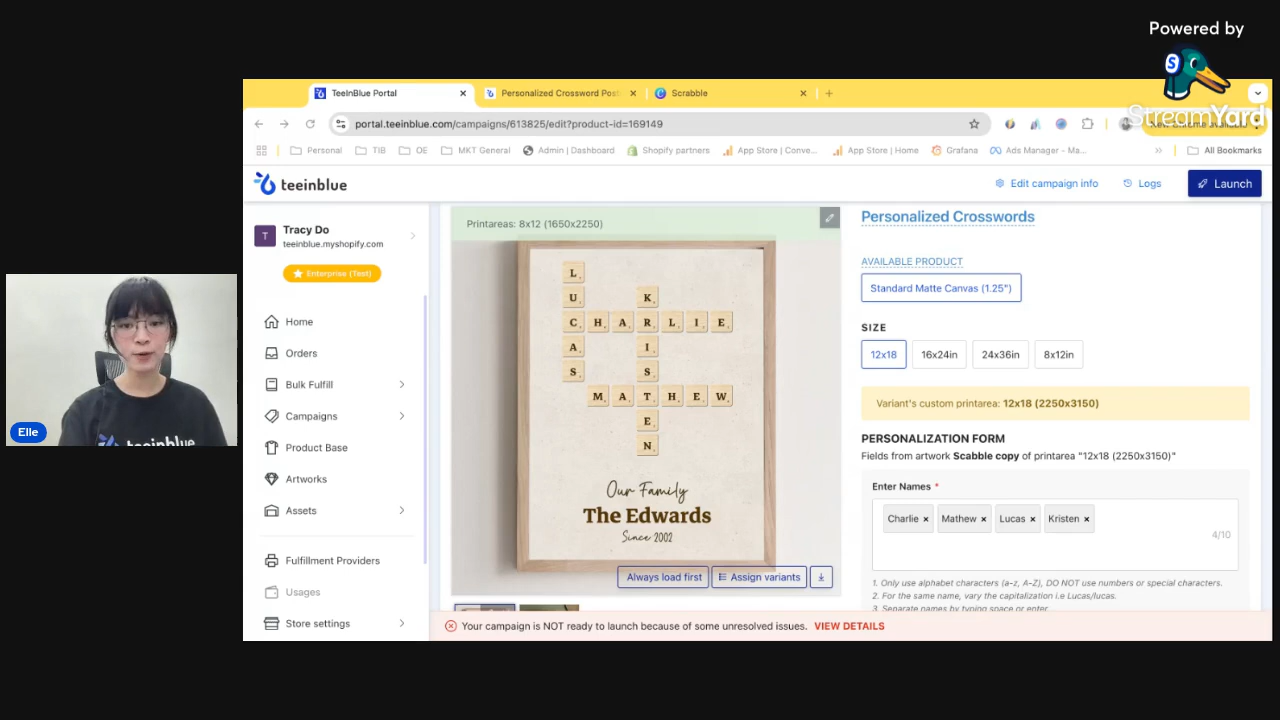 Powered by
StreamYard
TeeInBlue Portal
Personalized Crossword Post
Scrabble
portal.teeinblue.com/campaigns/613825/edit?product-id=169149
Personal
TIB
OE
MKT General
Admin | Dashboard
Shopify partners
App Store | Conve...
App Store | Home
Grafana
Ads Manager - Ma...
All Bookmarks
teeinblue
Edit campaign info
Logs
Launch
T
Tracy Do
teeinblue.myshopify.com
Enterprise (Test)
Home
Orders
Bulk Fulfill
Campaigns
Product Base
Artworks
Assets
Fulfillment Providers
Usages
Store settings
Printareas: 8x12 (1650x2250)
L
U K
C H A R L I E
A I
S S
M A T H E W
E
N
Our Family
The Edwards
Since 2002
Always load first
Assign variants
Personalized Crosswords
AVAILABLE PRODUCT
Standard Matte Canvas (1.25")
SIZE
12x18
16x24in
24x36in
8x12in
Variant's custom printarea: 12x18 (2250x3150)
PERSONALIZATION FORM
Fields from artwork Scabble copy of printarea "12x18 (2250x3150)"
Enter Names *
Charlie ×
Mathew ×
Lucas ×
Kristen ×
4/10
1. Only use alphabet characters (a-z, A-Z), DO NOT use numbers or special characters.
2. For the same name, vary the capitalization i.e Lucas/lucas.
3. Separate names by typing space or enter.
Your campaign is NOT ready to launch because of some unresolved issues. VIEW DETAILS
Elle
teeinblue